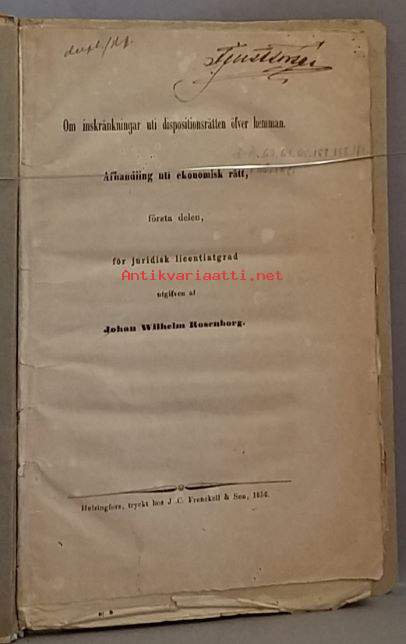 Om inskränkningar uti dispositionsrätten öfver hemman.
Afhandling uti ekonomisk rätt,
första delen,
för juridisk licentiatgrad
Antikvariaatti.net
utgifven af
Johan Wilhelm Rosenborg.
Helsingfors, tryckt hos J. C. Frenckell & Son, 1856.